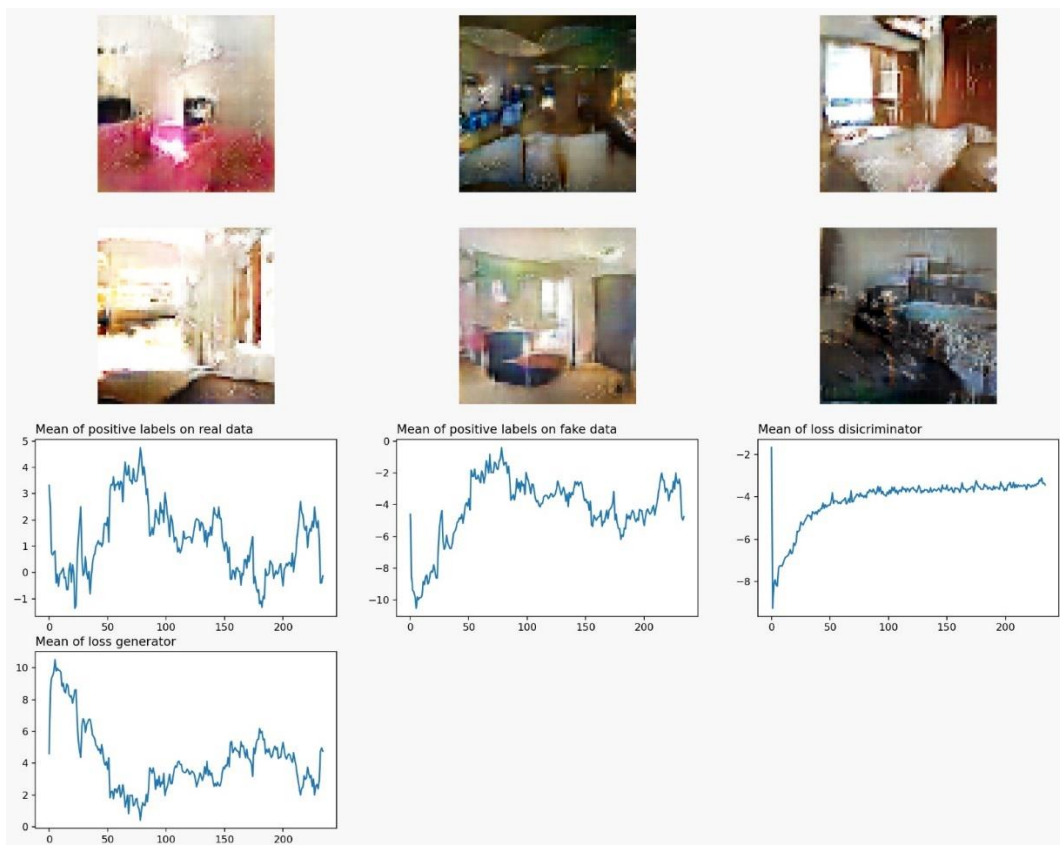 Mean of positive labels on real data
Mean of positive labels on fake data
Mean of loss disicriminator
5
4
3
2
1
0
−1
0 50 100 150 200
0
−2
−4
−6
−8
−10
0 50 100 150 200
−2
−4
−6
−8
0 50 100 150 200
Mean of loss generator
10
8
6
4
2
0
0 50 100 150 200